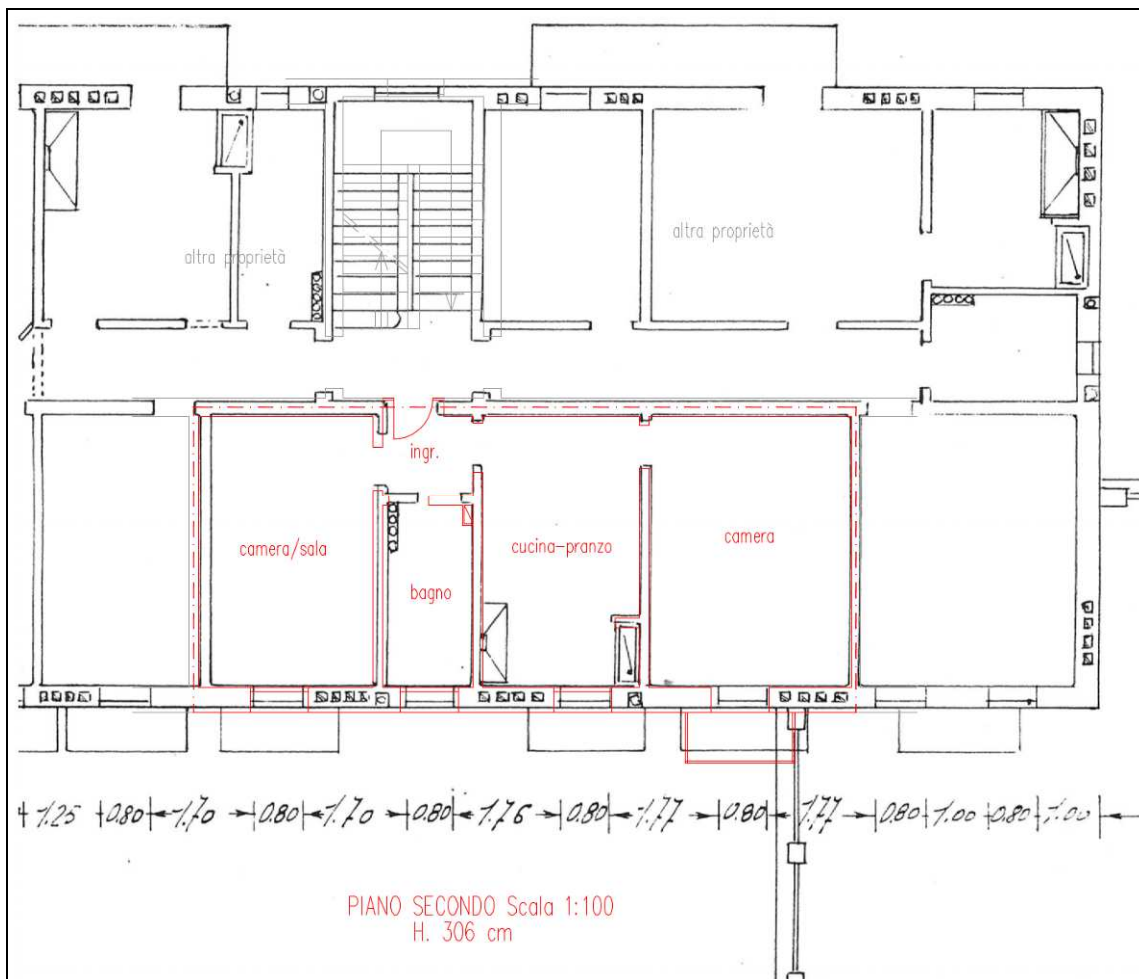 altra proprietà
altra proprietà
ingr.
camera/sala
cucina-pranzo
camera
bagno
1.25 0.80 1.70 0.80 1.70 0.80 1.76 0.80 1.77 0.80 1.77 0.80 1.00 0.80 1.00
PIANO SECONDO Scala 1:100
H. 306 cm